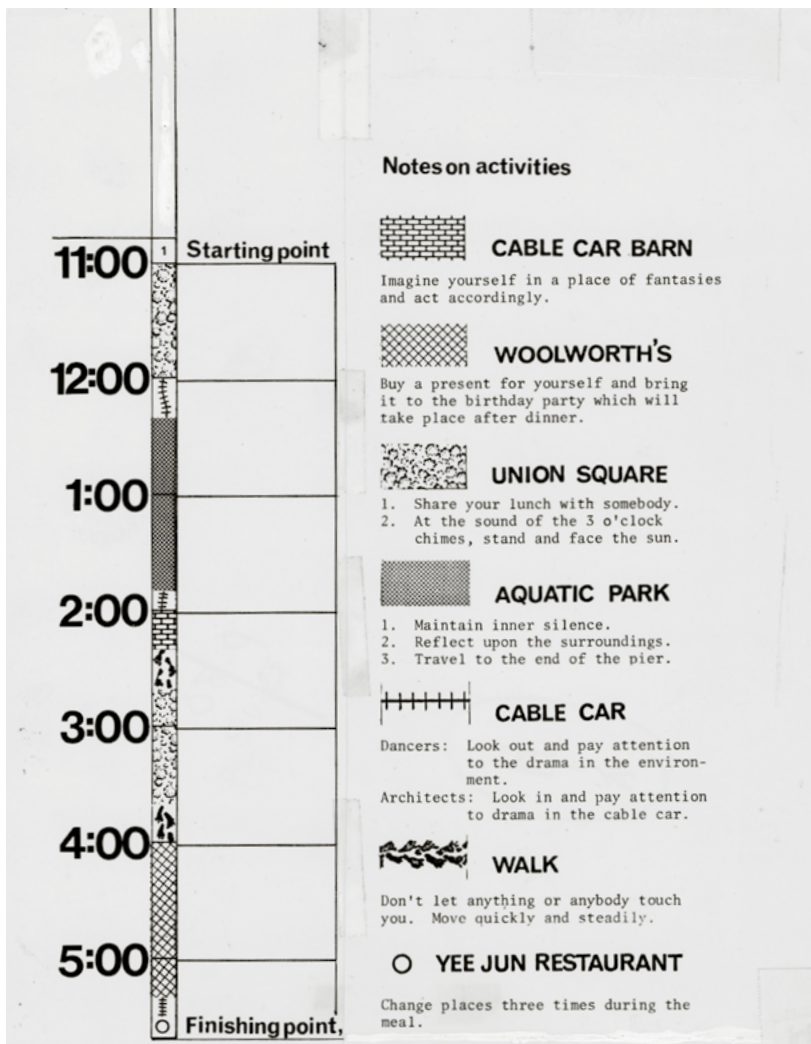 Notes on activities
1 Starting point
11:00
12:00
1:00
2:00
3:00
4:00
5:00
Finishing point,
CABLE CAR BARN
Imagine yourself in a place of fantasies
and act accordingly.
WOOLWORTH'S
Buy a present for yourself and bring
it to the birthday party which will
take place after dinner.
UNION SQUARE
1. Share your lunch with somebody.
2. At the sound of the 3 o'clock
chimes, stand and face the sun.
AQUATIC PARK
1. Maintain inner silence.
2. Reflect upon the surroundings.
3. Travel to the end of the pier.
CABLE CAR
Dancers: Look out and pay attention
to the drama in the environ-
ment.
Architects: Look in and pay attention
to drama in the cable car.
WALK
Don't let anything or anybody touch
you. Move quickly and steadily.
YEE JUN RESTAURANT
Change places three times during the
meal.